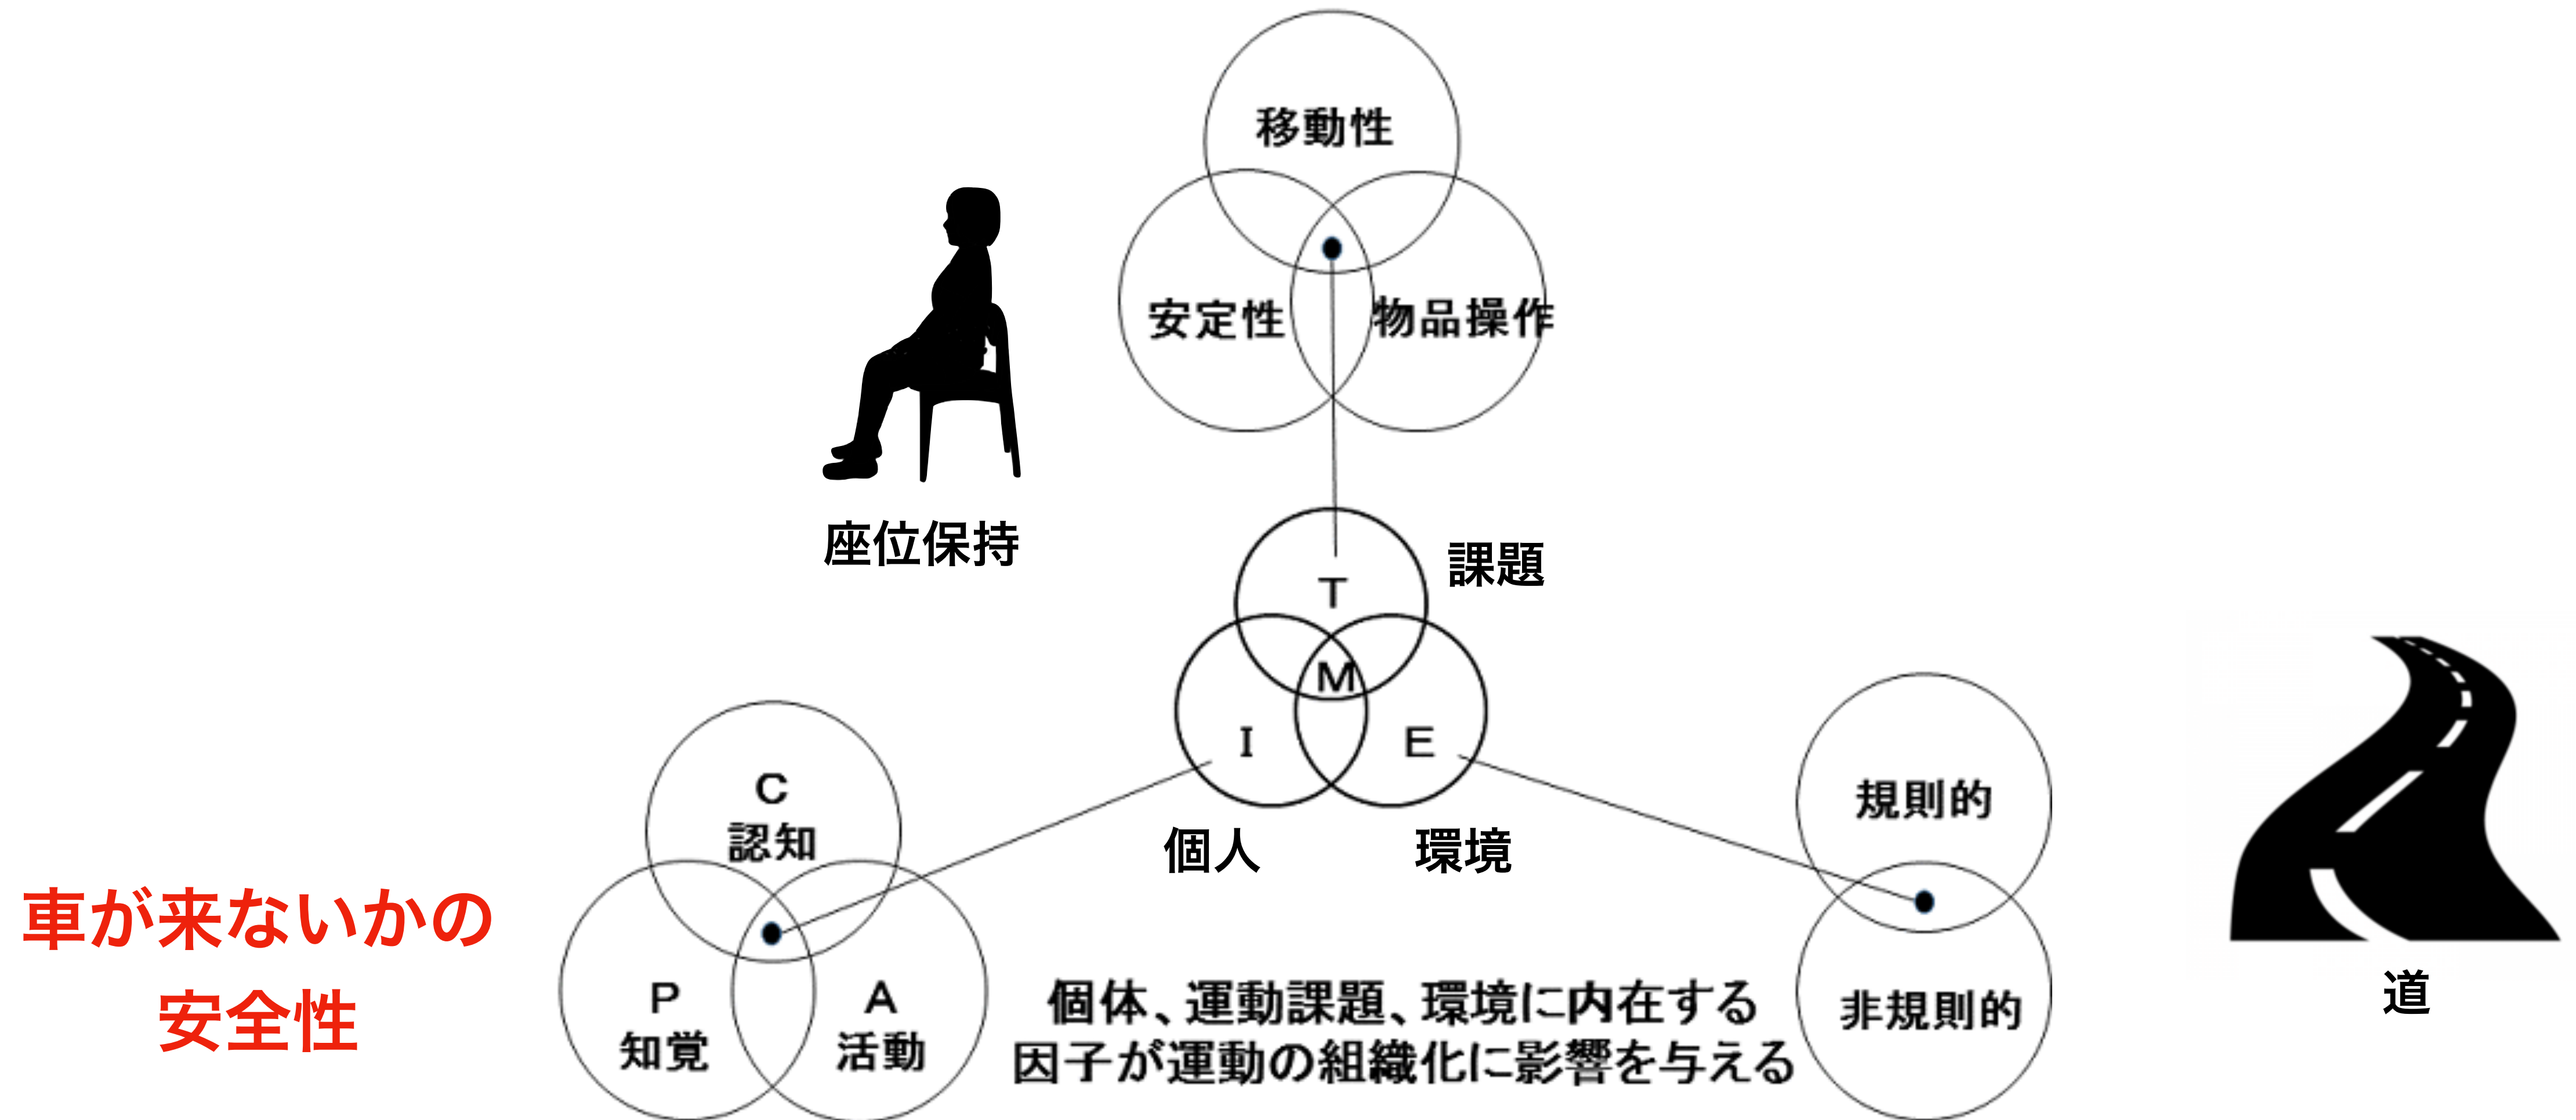 移動性
安定性
物品操作
座位保持
T
課題
M
I
E
個人
環境
C
認知
P
知覚
A
活動
車が来ないかの
安全性
規則的
非規則的
道
個体、運動課題、環境に内在する
因子が運動の組織化に影響を与える